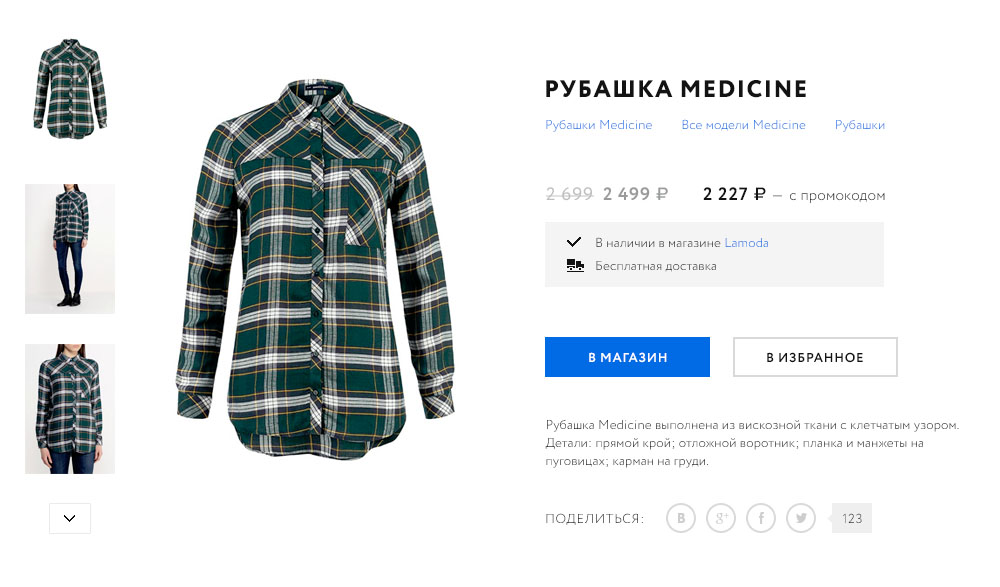 РУБАШКА MEDICINE
Рубашки Medicine Все модели Medicine Рубашки
2 699 2 499 ₽ 2 227 ₽ — с промокодом
В наличии в магазине Lamoda
Бесплатная доставка
В МАГАЗИН В ИЗБРАННОЕ
Рубашка Medicine выполнена из вискозной ткани с клетчатым узором.
Детали: прямой крой; отложной воротник; планка и манжеты на
пуговицах; карман на груди.
ПОДЕЛИТЬСЯ: В g+ f 123